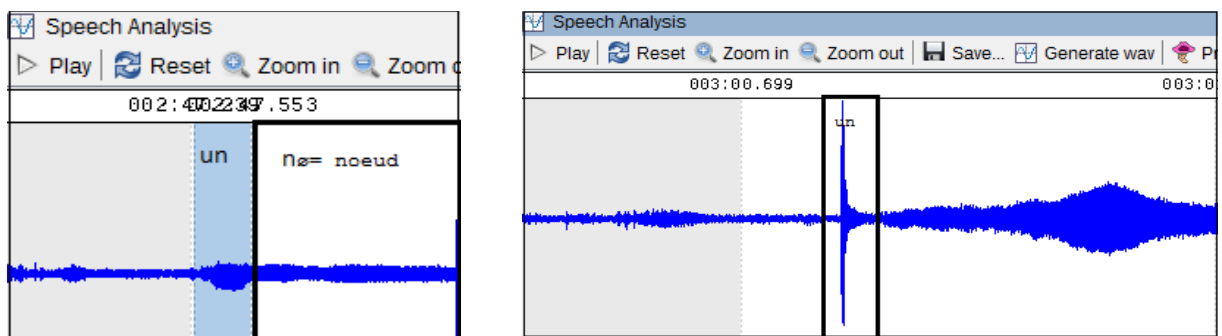 Speech Analysis
Play Reset Zoom in Zoom
un nø= noeud
Speech Analysis
Play Reset Zoom in Zoom out Save... Generate wav
003:00.699 003:0
un